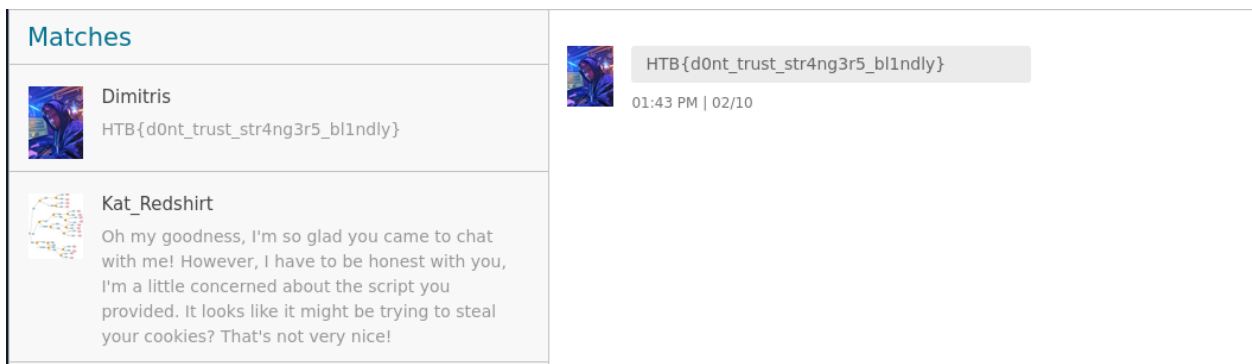 Matches
Dimitris
HTB{d0nt_trust_str4ng3r5_bl1ndly}
Kat_Redshirt
Oh my goodness, I'm so glad you came to chat
with me! However, I have to be honest with you,
I'm a little concerned about the script you
provided. It looks like it might be trying to steal
your cookies? That's not very nice!
HTB{d0nt_trust_str4ng3r5_bl1ndly}
01:43 PM | 02/10